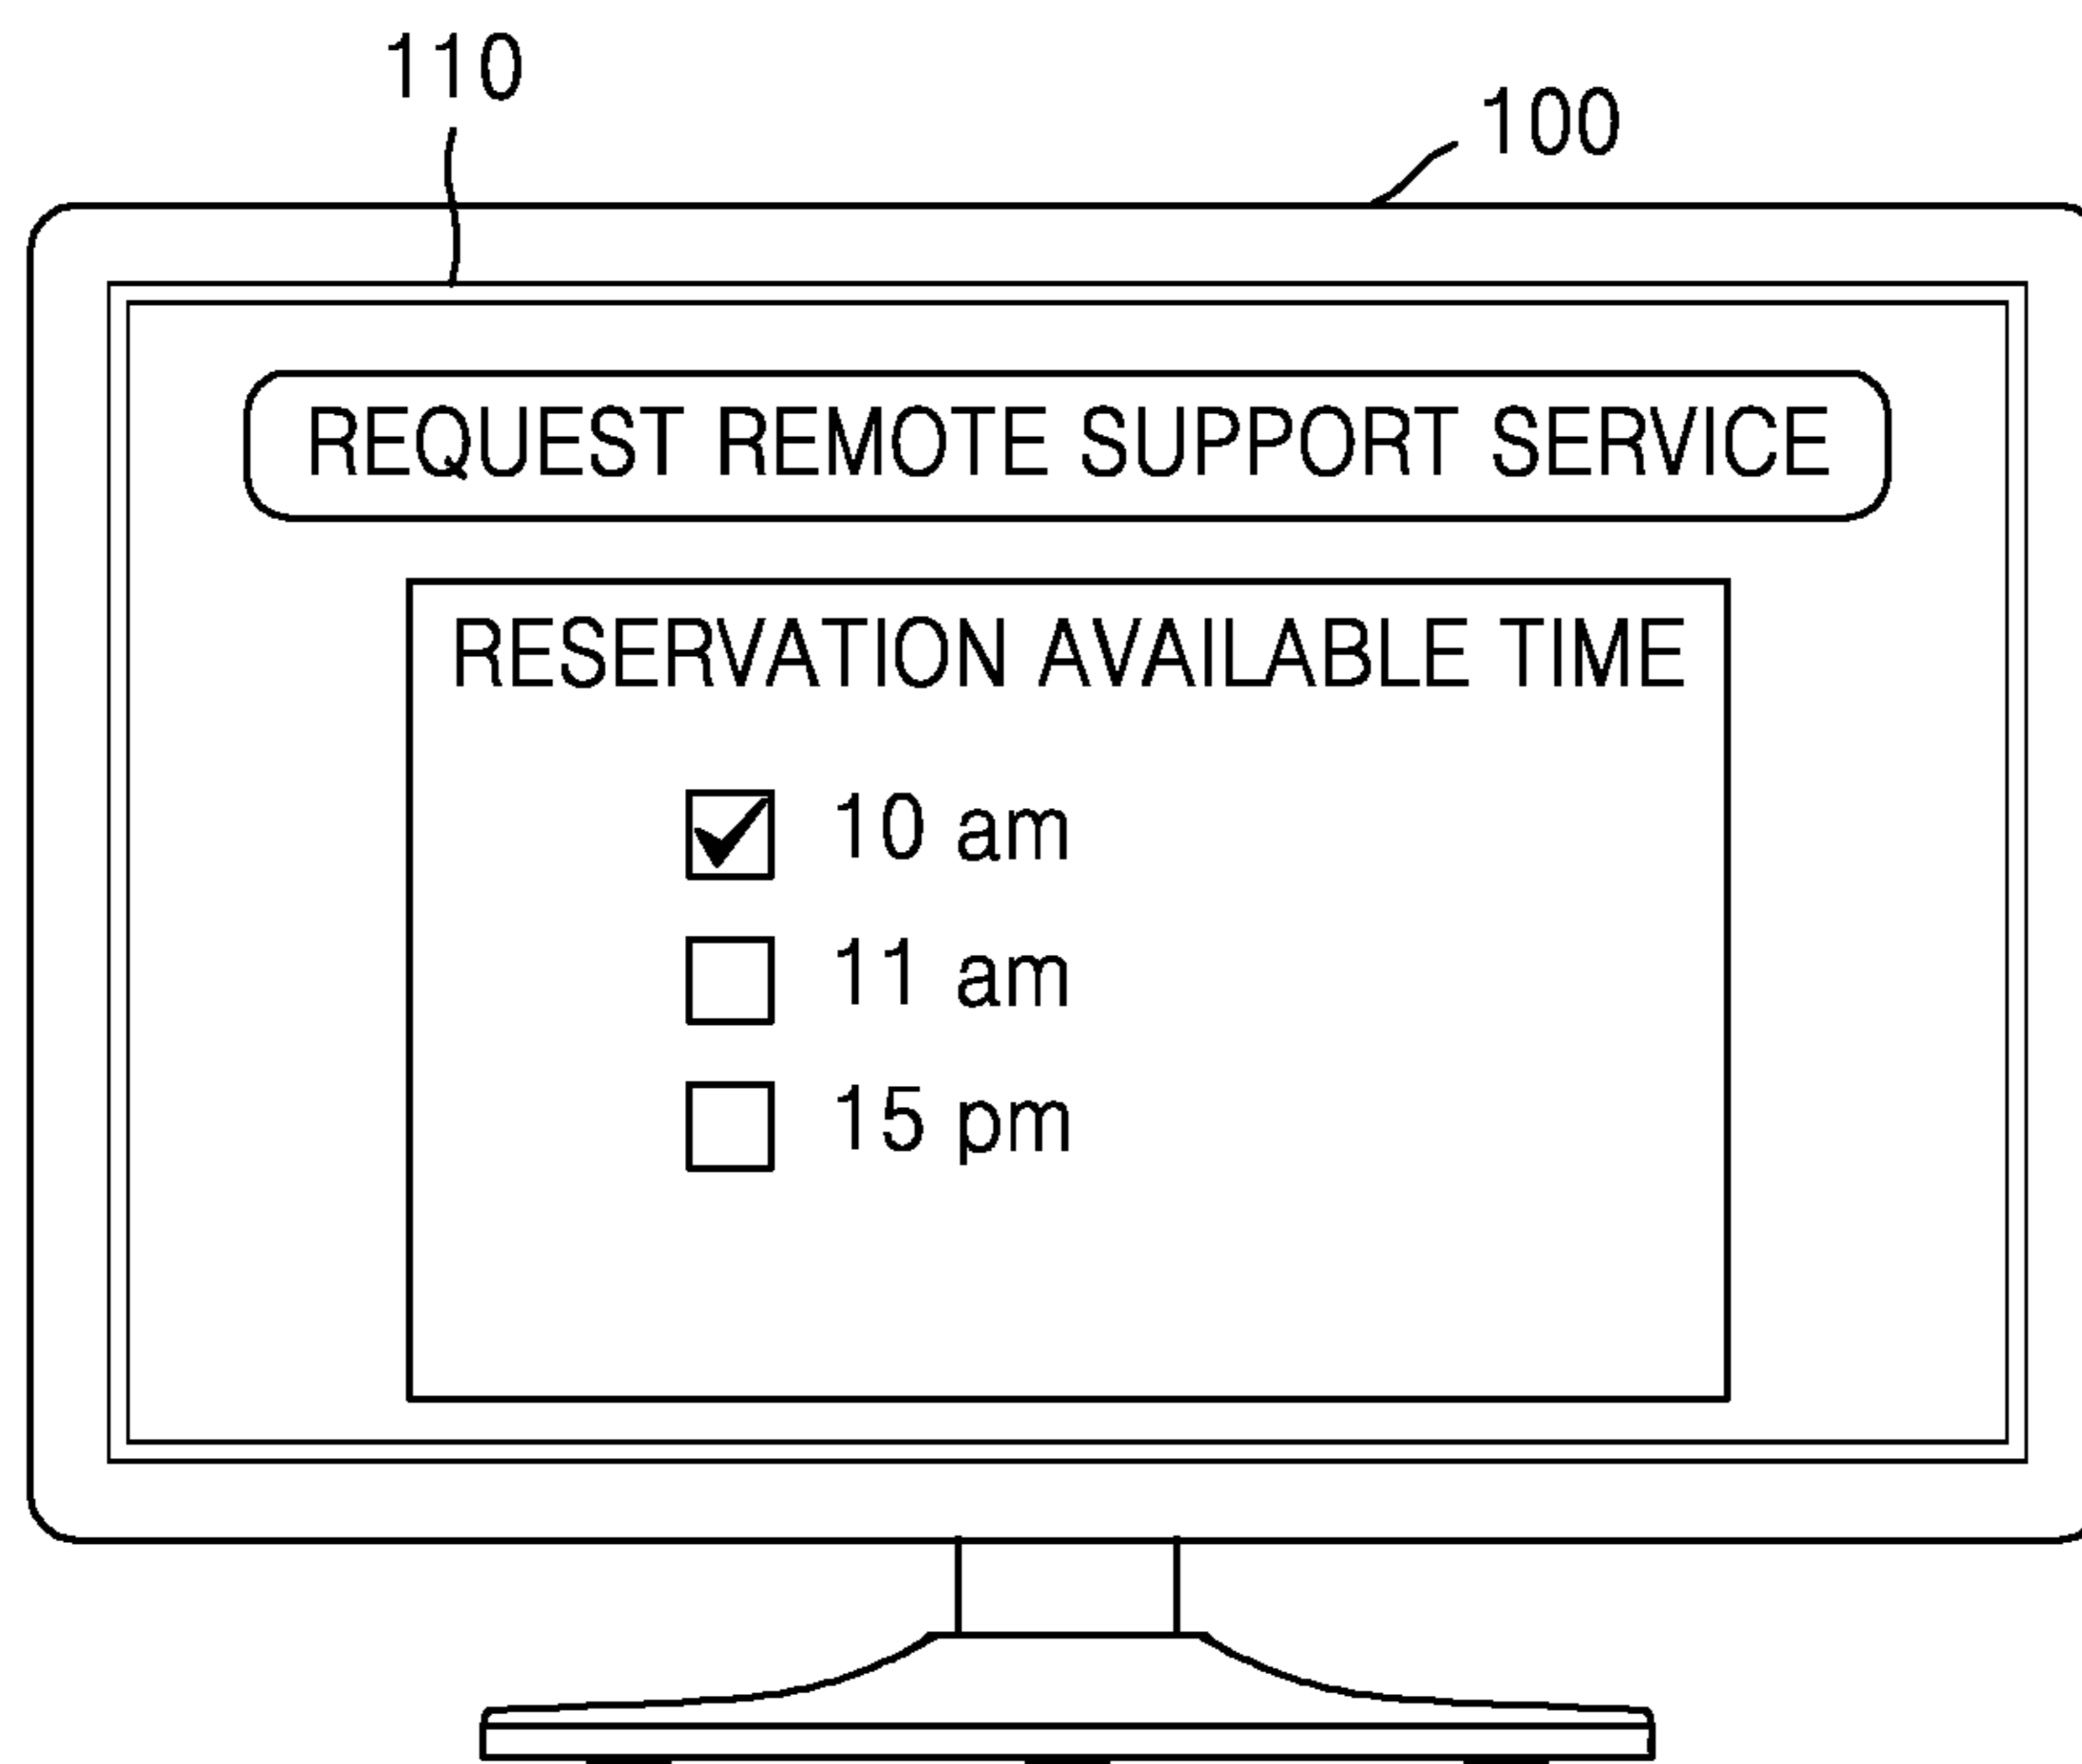 110
100
REQUEST REMOTE SUPPORT SERVICE
RESERVATION AVAILABLE TIME
10 am
11 am
15 pm